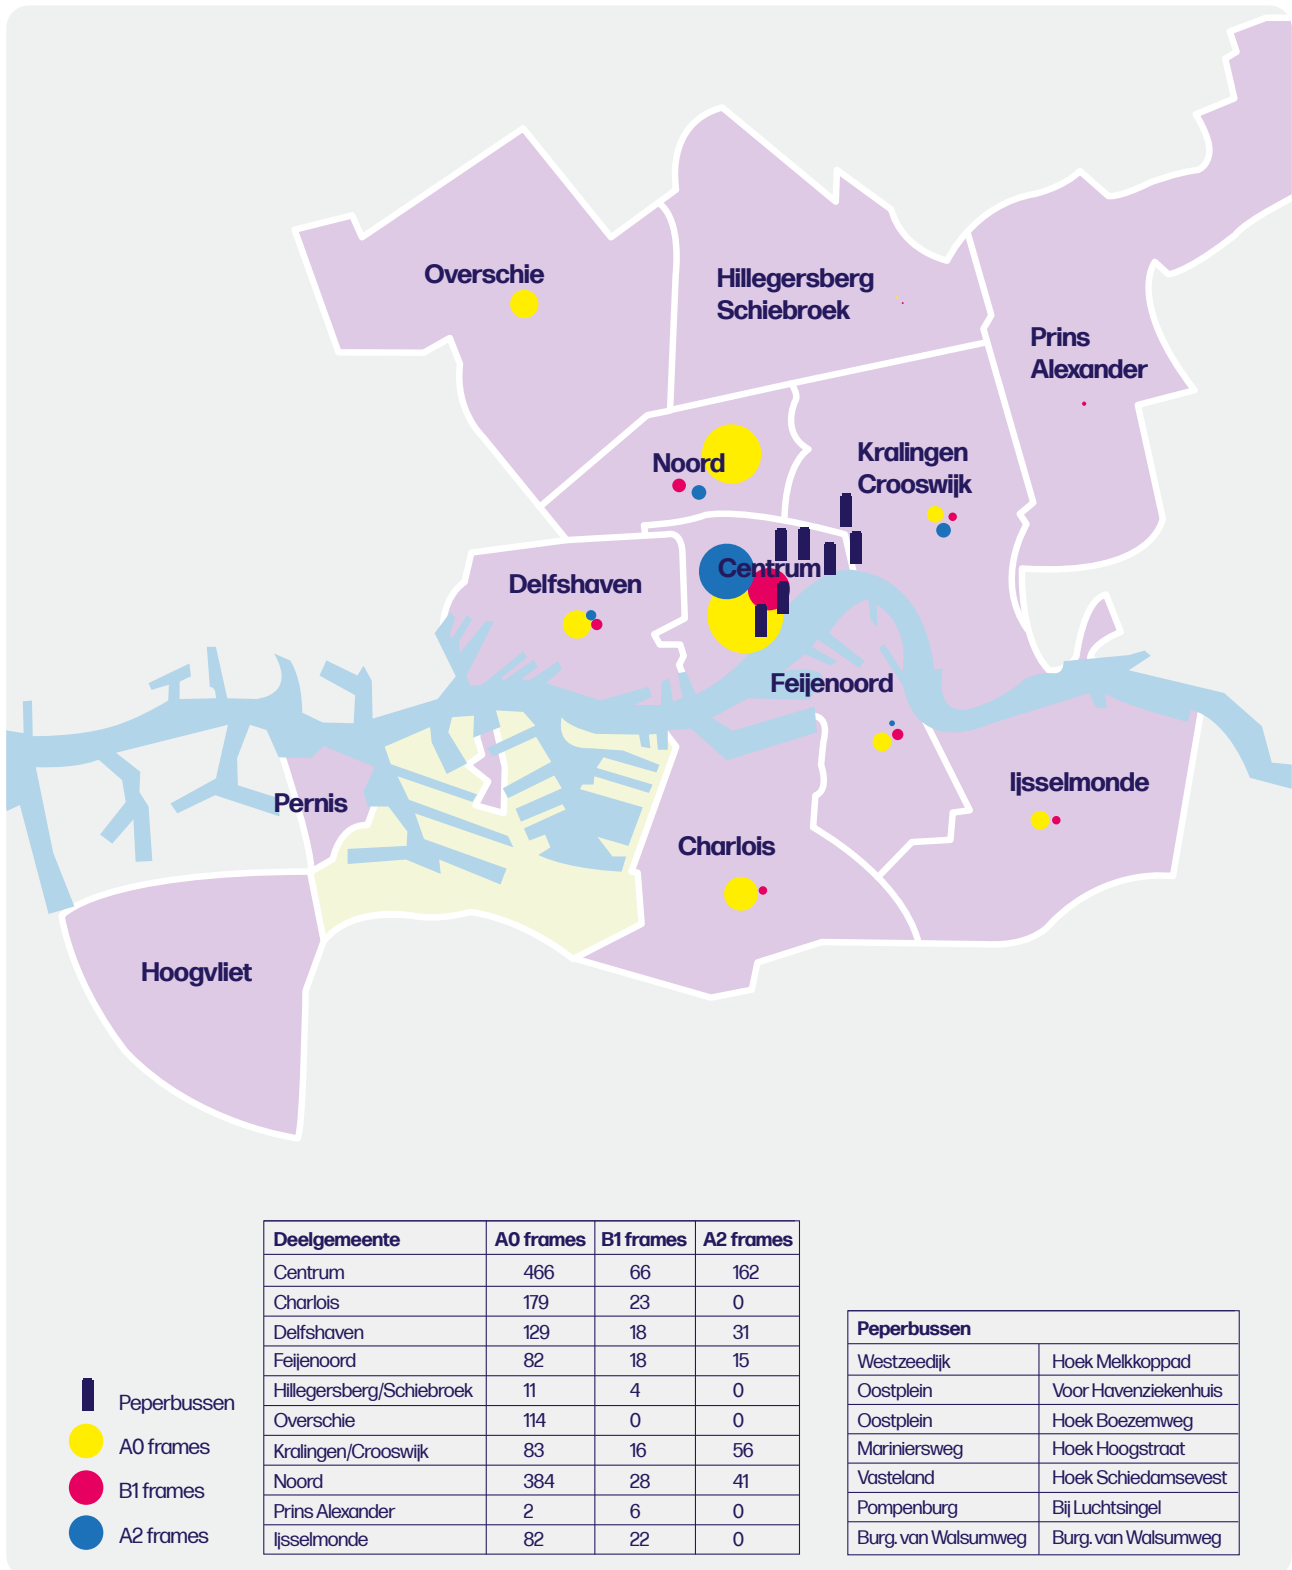 Overschie
Hillegersberg
Schiebroek
Prins
Alexander
Noord
Kralingen
Crooswijk
Centrum
Delfshaven
Feijenoord
Ijsselmonde
Pernis
Charlois
Hoogvliet
Peperbussen
A0 frames
B1 frames
A2 frames
Deelgemeente A0 frames B1 frames A2 frames
Centrum 466 66 162
Charlois 179 23 0
Delfshaven 129 18 31
Feijenoord 82 18 15
Hillegersberg/Schiebroek 11 4 0
Overschie 114 0 0
Kralingen/Crooswijk 83 16 56
Noord 384 28 41
Prins Alexander 2 6 0
Ijsselmonde 82 22 0
Peperbussen
Westzeedijk Hoek Melkkoppad
Oostplein Voor Havenziekenhuis
Oostplein Hoek Boezemweg
Mariniersweg Hoek Hoogstraat
Vasteland Hoek Schiedamsevest
Pompenburg Bij Luchtsingel
Burg. van Walsumweg Burg. van Walsumweg